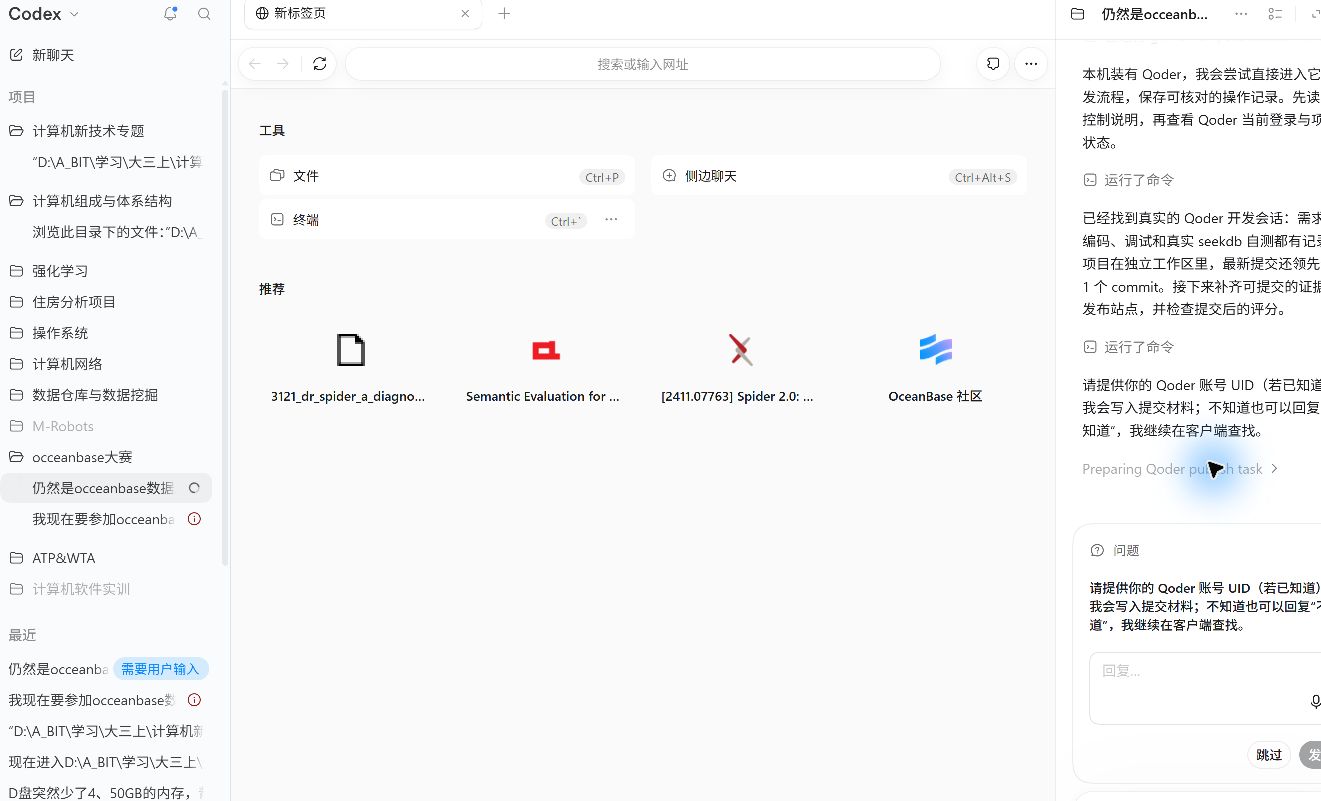 Codex
新聊天
项目
计算机新技术专题
“D:\A_BIT\学习\大三上\计算
计算机组成与体系结构
浏览此目录下的文件：“D:\A_
强化学习
住房分析项目
操作系统
计算机网络
数据仓库与数据挖掘
M-Robots
occeanbase大赛
仍然是occeanbase数据
我现在要参加occeanba
ATP&WTA
计算机软件实训
最近
仍然是occeanba 需要用户输入
我现在要参加occeanbase数
“D:\A_BIT\学习\大三上\计算机新
现在进入D:\A_BIT\学习\大三上\
D盘突然少了4、50GB的内存，
新标签页
搜索或输入网址
工具
文件 Ctrl+P
侧边聊天 Ctrl+Alt+S
终端 Ctrl+`
推荐
3121_dr_spider_a_diagno...
Semantic Evaluation for ...
[2411.07763] Spider 2.0: ...
OceanBase 社区
仍然是occeanb...
本机装有 Qoder，我会尝试直接进入它
发流程，保存可核对的操作记录。先读
控制说明，再查看 Qoder 当前登录与项
状态。
运行了命令
已经找到真实的 Qoder 开发会话：需求
编码、调试和真实 seekdb 自测都有记录
项目在独立工作区里，最新提交还领先
1 个 commit。接下来补齐可提交的证据
发布站点，并检查提交后的评分。
运行了命令
请提供你的 Qoder 账号 UID（若已知道
我会写入提交材料；不知道也可以回复
知道”，我继续在客户端查找。
Preparing Qoder publish task
问题
请提供你的 Qoder 账号 UID（若已知道）
我会写入提交材料；不知道也可以回复“不
道”，我继续在客户端查找。
回复...
跳过
发